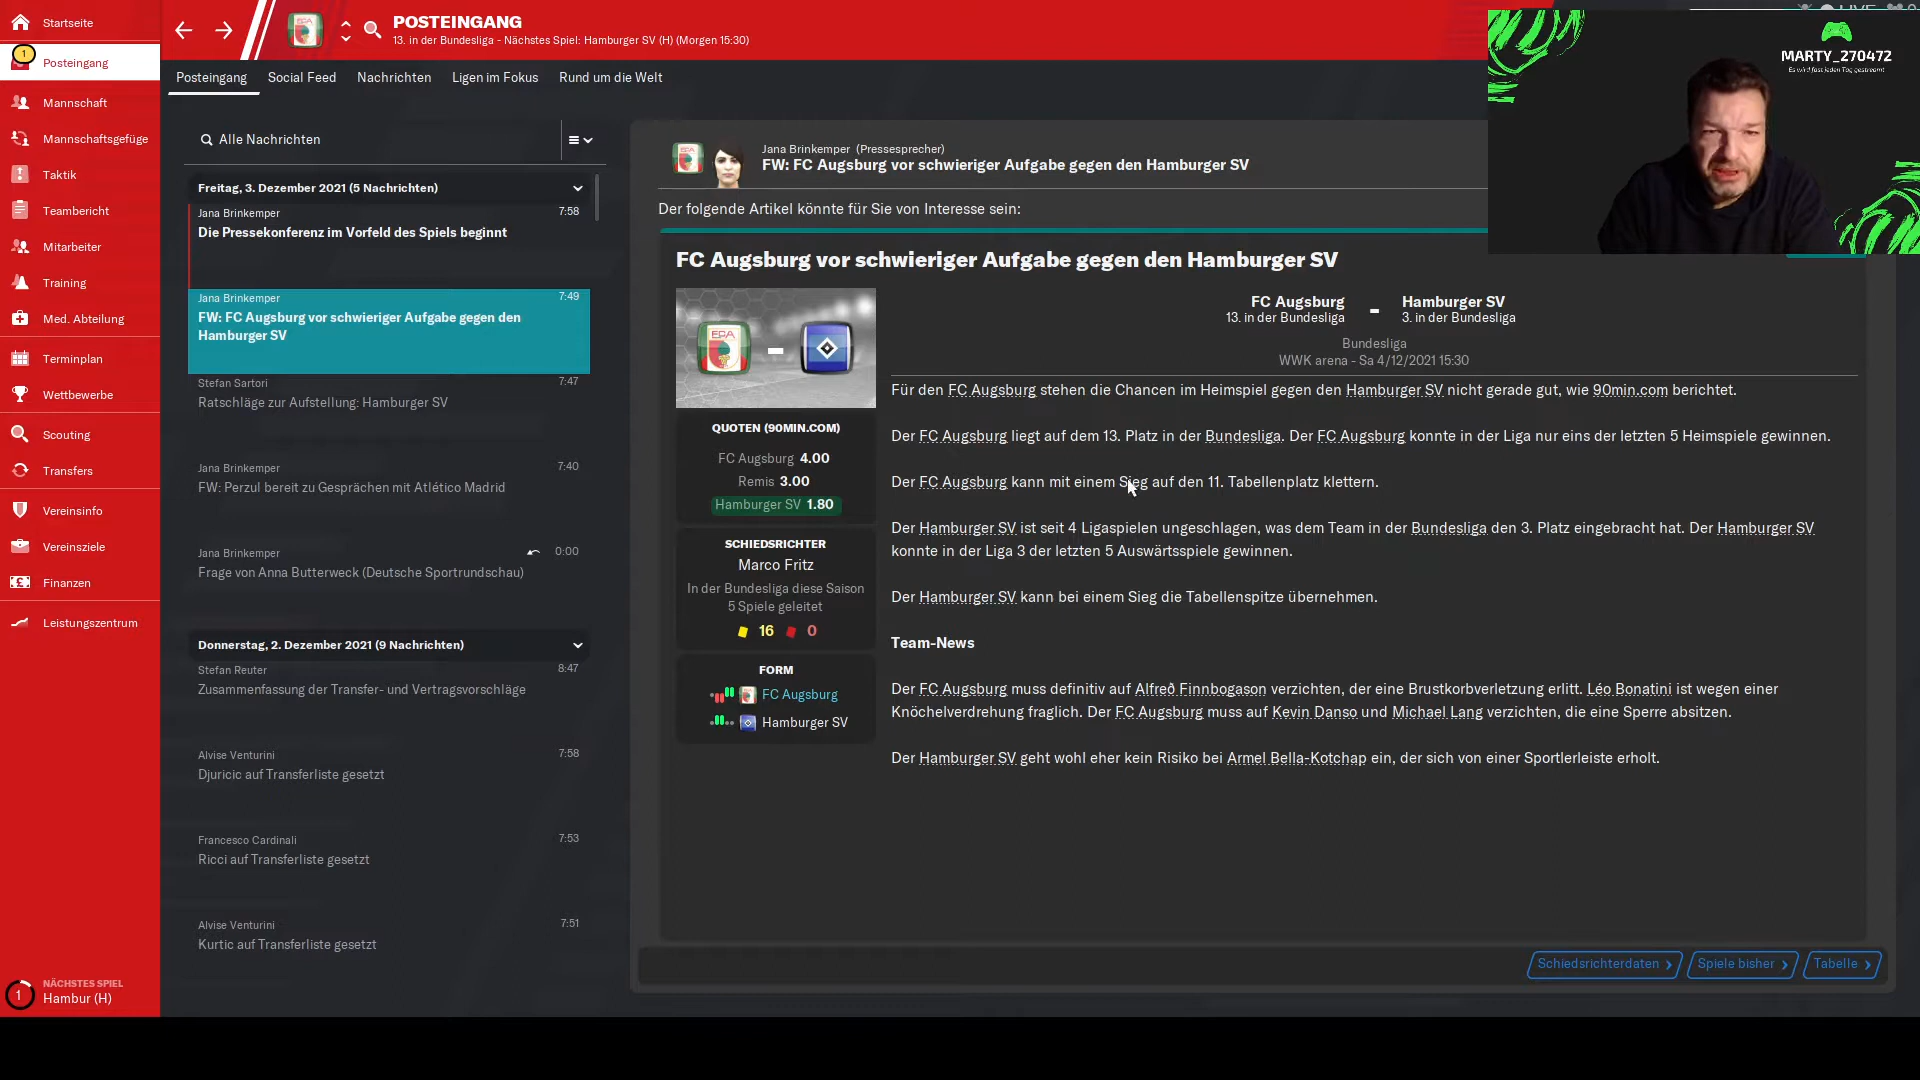 Startseite
1
Posteingang
Mannschaft
Mannschaftsgefüge
Taktik
Teambericht
Mitarbeiter
Training
Med. Abteilung
Terminplan
Wettbewerbe
Scouting
Transfers
Vereinsinfo
Vereinsziele
Finanzen
Leistungszentrum
1
NÄCHSTES SPIEL
Hambur (H)
POSTEINGANG
13. in der Bundesliga - Nächstes Spiel: Hamburger SV (H) (Morgen 15:30)
Posteingang Social Feed Nachrichten Ligen im Fokus Rund um die Welt
Alle Nachrichten
Freitag, 3. Dezember 2021 (5 Nachrichten)
Jana Brinkemper 7:58
Die Pressekonferenz im Vorfeld des Spiels beginnt
Jana Brinkemper 7:49
FW: FC Augsburg vor schwieriger Aufgabe gegen den
Hamburger SV
Stefan Sartori 7:47
Ratschläge zur Aufstellung: Hamburger SV
Jana Brinkemper 7:40
FW: Perzul bereit zu Gesprächen mit Atlético Madrid
Jana Brinkemper 0:00
Frage von Anna Butterweck (Deutsche Sportrundschau)
Donnerstag, 2. Dezember 2021 (9 Nachrichten)
Stefan Reuter 8:47
Zusammenfassung der Transfer- und Vertragsvorschläge
Alvise Venturini 7:58
Djuricic auf Transferliste gesetzt
Francesco Cardinali 7:53
Ricci auf Transferliste gesetzt
Alvise Venturini 7:51
Kurtic auf Transferliste gesetzt
Jana Brinkemper (Pressesprecher)
FW: FC Augsburg vor schwieriger Aufgabe gegen den Hamburger SV
Der folgende Artikel könnte für Sie von Interesse sein:
FC Augsburg vor schwieriger Aufgabe gegen den Hamburger SV
QUOTEN (90MIN.COM)
FC Augsburg 4.00
Remis 3.00
Hamburger SV 1.80
SCHIEDSRICHTER
Marco Fritz
In der Bundesliga diese Saison
5 Spiele geleitet
16 0
FORM
FC Augsburg
Hamburger SV
FC Augsburg - Hamburger SV
13. in der Bundesliga 3. in der Bundesliga
Bundesliga
WWK arena - Sa 4/12/2021 15:30
Für den FC Augsburg stehen die Chancen im Heimspiel gegen den Hamburger SV nicht gerade gut, wie 90min.com berichtet.
Der FC Augsburg liegt auf dem 13. Platz in der Bundesliga. Der FC Augsburg konnte in der Liga nur eins der letzten 5 Heimspiele gewinnen.
Der FC Augsburg kann mit einem Sieg auf den 11. Tabellenplatz klettern.
Der Hamburger SV ist seit 4 Ligaspielen ungeschlagen, was dem Team in der Bundesliga den 3. Platz eingebracht hat. Der Hamburger SV
konnte in der Liga 3 der letzten 5 Auswärtsspiele gewinnen.
Der Hamburger SV kann bei einem Sieg die Tabellenspitze übernehmen.
Team-News
Der FC Augsburg muss definitiv auf Alfreð Finnbogason verzichten, der eine Brustkorbverletzung erlitt. Léo Bonatini ist wegen einer
Knöchelverdrehung fraglich. Der FC Augsburg muss auf Kevin Danso und Michael Lang verzichten, die eine Sperre absitzen.
Der Hamburger SV geht wohl eher kein Risiko bei Armel Bella-Kotchap ein, der sich von einer Sportlerleiste erholt.
Schiedsrichterdaten Spiele bisher Tabelle
MARTY_270472
Es wird fast jeden Tag gestreamt